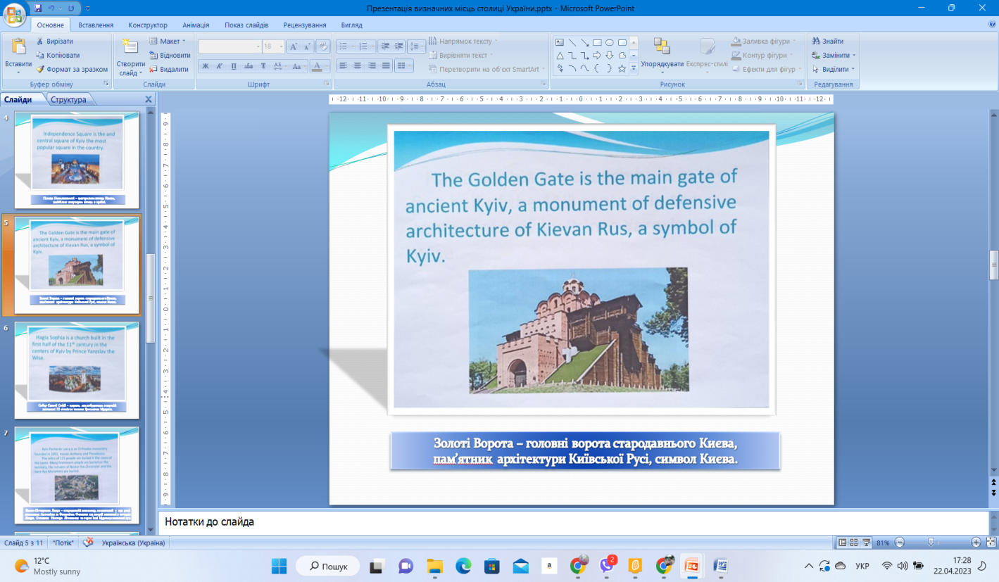 Презентація визначних місць столиці України.pptx - Microsoft PowerPoint
Основне Вставлення Конструктор Анімація Показ слайдів Рецензування Вигляд
Вставити
Вирізати
Копіювати
Формат за зразком
Буфер обміну
Створити слайд
Макет
Відновити
Видалити
Слайди
18
Шрифт
Напрямок тексту
Вирівняти текст
Перетворити на об'єкт SmartArt
Абзац
Упорядкувати
Експрес-стилі
Заливка фігури
Контур фігури
Ефекти для фігур
Рисунок
Знайти
Замінити
Виділити
Редагування
Слайди Структура
4
Independence Square is the and
central square of Kyiv the most
popular square in the country.
5
The Golden Gate is the main gate of
ancient Kyiv, a monument of defensive
architecture of Kievan Rus, a symbol of
Kyiv.
6
Hagia Sophia is a church built in the
first half of the 11th century in the
centers of Kyiv by Prince Yaroslav the
Wise.
7
The Golden Gate is the main gate of
ancient Kyiv, a monument of defensive
architecture of Kievan Rus, a symbol of
Kyiv.
Золоті Ворота – головні ворота стародавнього Києва,
пам'ятник архітектури Київської Русі, символ Києва.
Нотатки до слайда
Слайд 5 з 11 "Потік" Українська (Україна) 81%
12°C
Mostly sunny
Пошук
2
УКР
17:28
22.04.2023